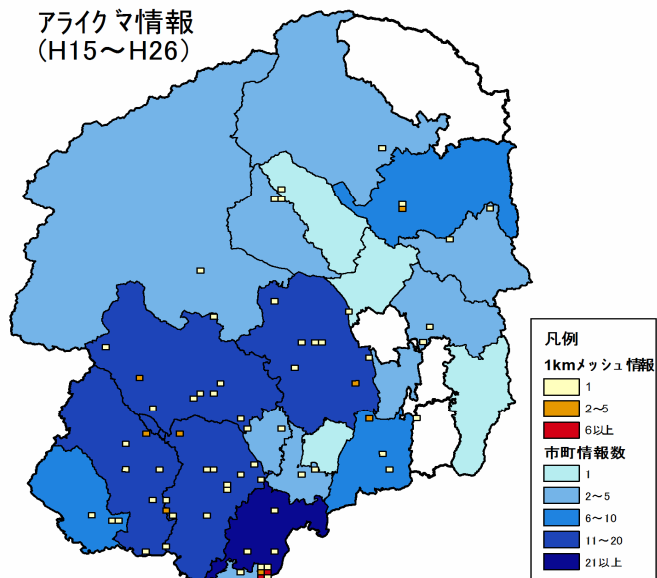 アライグマ情報
(H15～H26)
凡例
1kmメッシュ情報
1
2～5
6以上
市町情報数
1
2～5
6～10
11～20
21以上